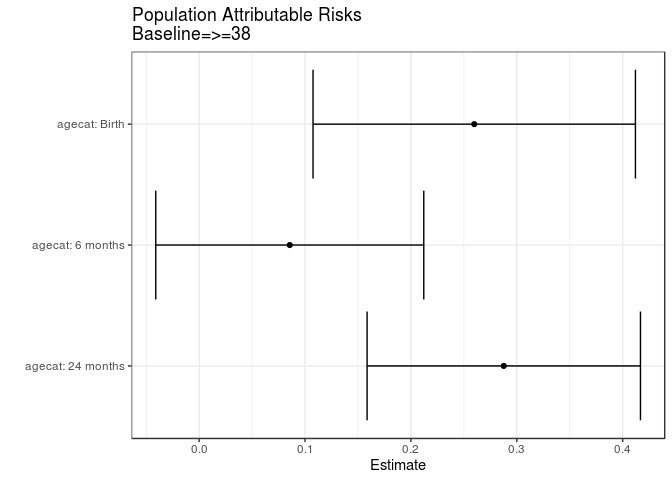 Population Attributable Risks
Baseline=>=38
agecat: Birth
agecat: 6 months
agecat: 24 months
0.0 0.1 0.2 0.3 0.4
Estimate